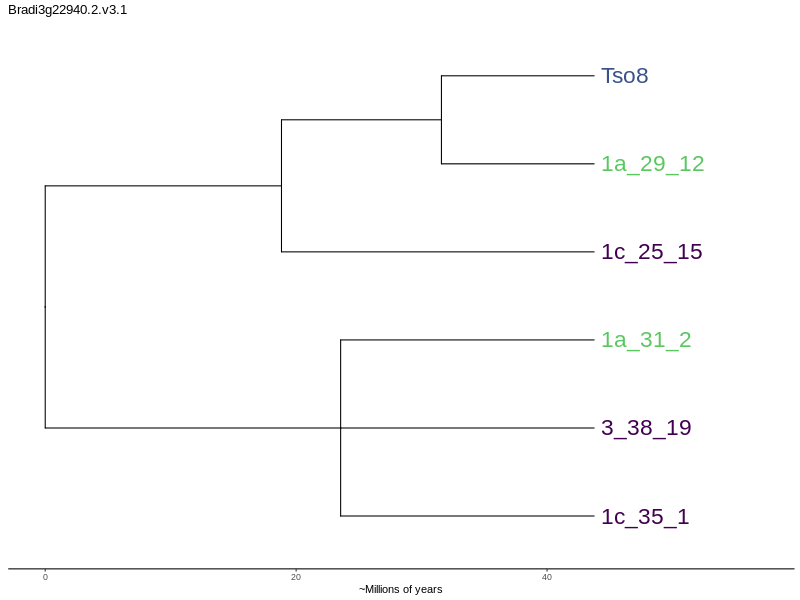 Bradi3g22940.2.v3.1
Tso8
1a_29_12
1c_25_15
1a_31_2
3_38_19
1c_35_1
0 20 40
~Millions of years